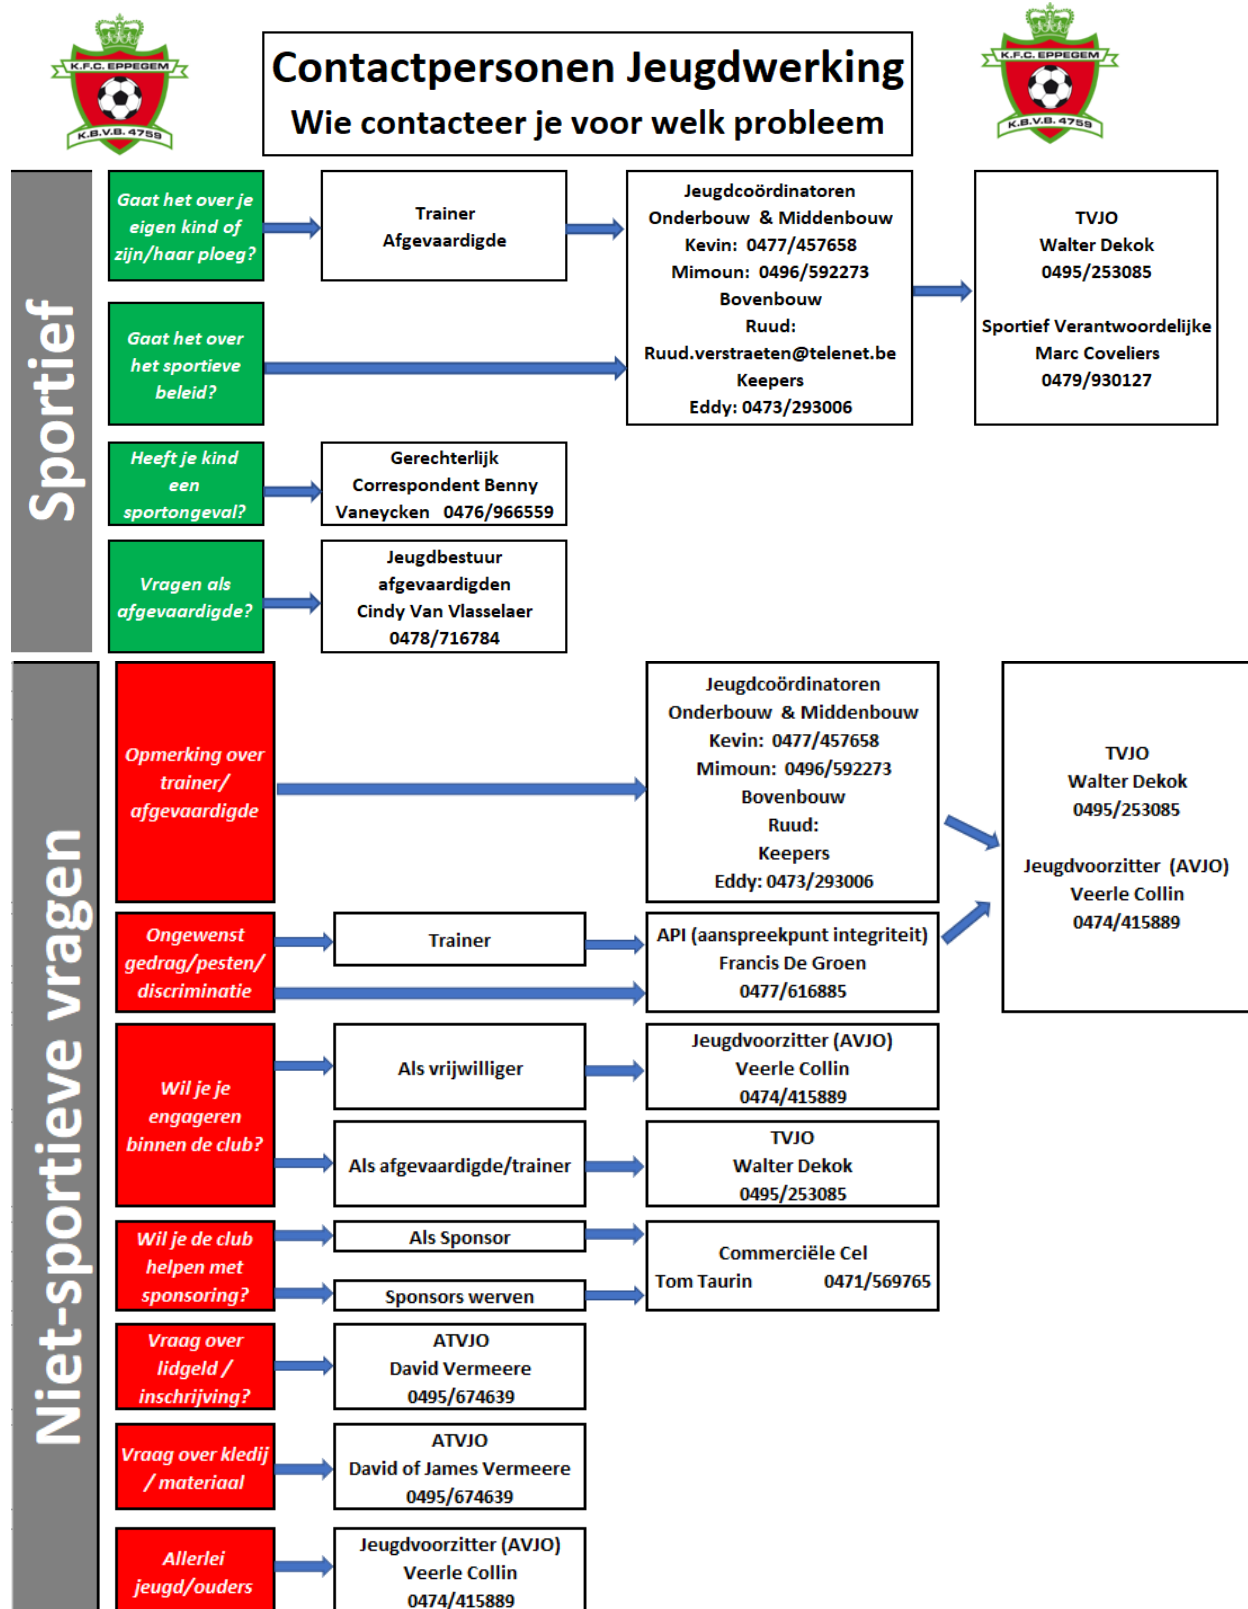 K.F.C. EPPEGEM
K.B.V.B. 4759
Contactpersonen Jeugdwerking
Wie contacteer je voor welk probleem
K.F.C. EPPEGEM
K.B.V.B. 4759
Sportief
Gaat het over je
eigen kind of
zijn/haar ploeg?
Trainer
Afgevaardigde
Jeugdcoördinatoren
Onderbouw & Middenbouw
Kevin: 0477/457658
Mimoun: 0496/592273
Bovenbouw
Ruud:
Ruud.verstraeten@telenet.be
Keepers
Eddy: 0473/293006
TVJO
Walter Dekok
0495/253085
Sportief Verantwoordelijke
Marc Coveliers
0479/930127
Gaat het over
het sportieve
beleid?
Heeft je kind
een
sportongeval?
Gerechterlijk
Correspondent Benny
Vaneycken 0476/966559
Vragen als
afgevaardigde?
Jeugdbestuur
afgevaardigden
Cindy Van Vlasselaer
0478/716784
Niet-sportieve vragen
Opmerking over
trainer/
afgevaardigde
Jeugdcoördinatoren
Onderbouw & Middenbouw
Kevin: 0477/457658
Mimoun: 0496/592273
Bovenbouw
Ruud:
Keepers
Eddy: 0473/293006
TVJO
Walter Dekok
0495/253085
Jeugdvoorzitter (AVJO)
Veerle Collin
0474/415889
Ongewenst
gedrag/pesten/
discriminatie
Trainer
API (aanspreekpunt integriteit)
Francis De Groen
0477/616885
Wil je je
engageren
binnen de club?
Als vrijwilliger
Jeugdvoorzitter (AVJO)
Veerle Collin
0474/415889
Als afgevaardigde/trainer
TVJO
Walter Dekok
0495/253085
Wil je de club
helpen met
sponsoring?
Als Sponsor
Sponsors werven
Commerciële Cel
Tom Taurin 0471/569765
Vraag over
lidgeld /
inschrijving?
ATVJO
David Vermeere
0495/674639
Vraag over kledij
/ materiaal
ATVJO
David of James Vermeere
0495/674639
Allerlei
jeugd/ouders
Jeugdvoorzitter (AVJO)
Veerle Collin
0474/415889